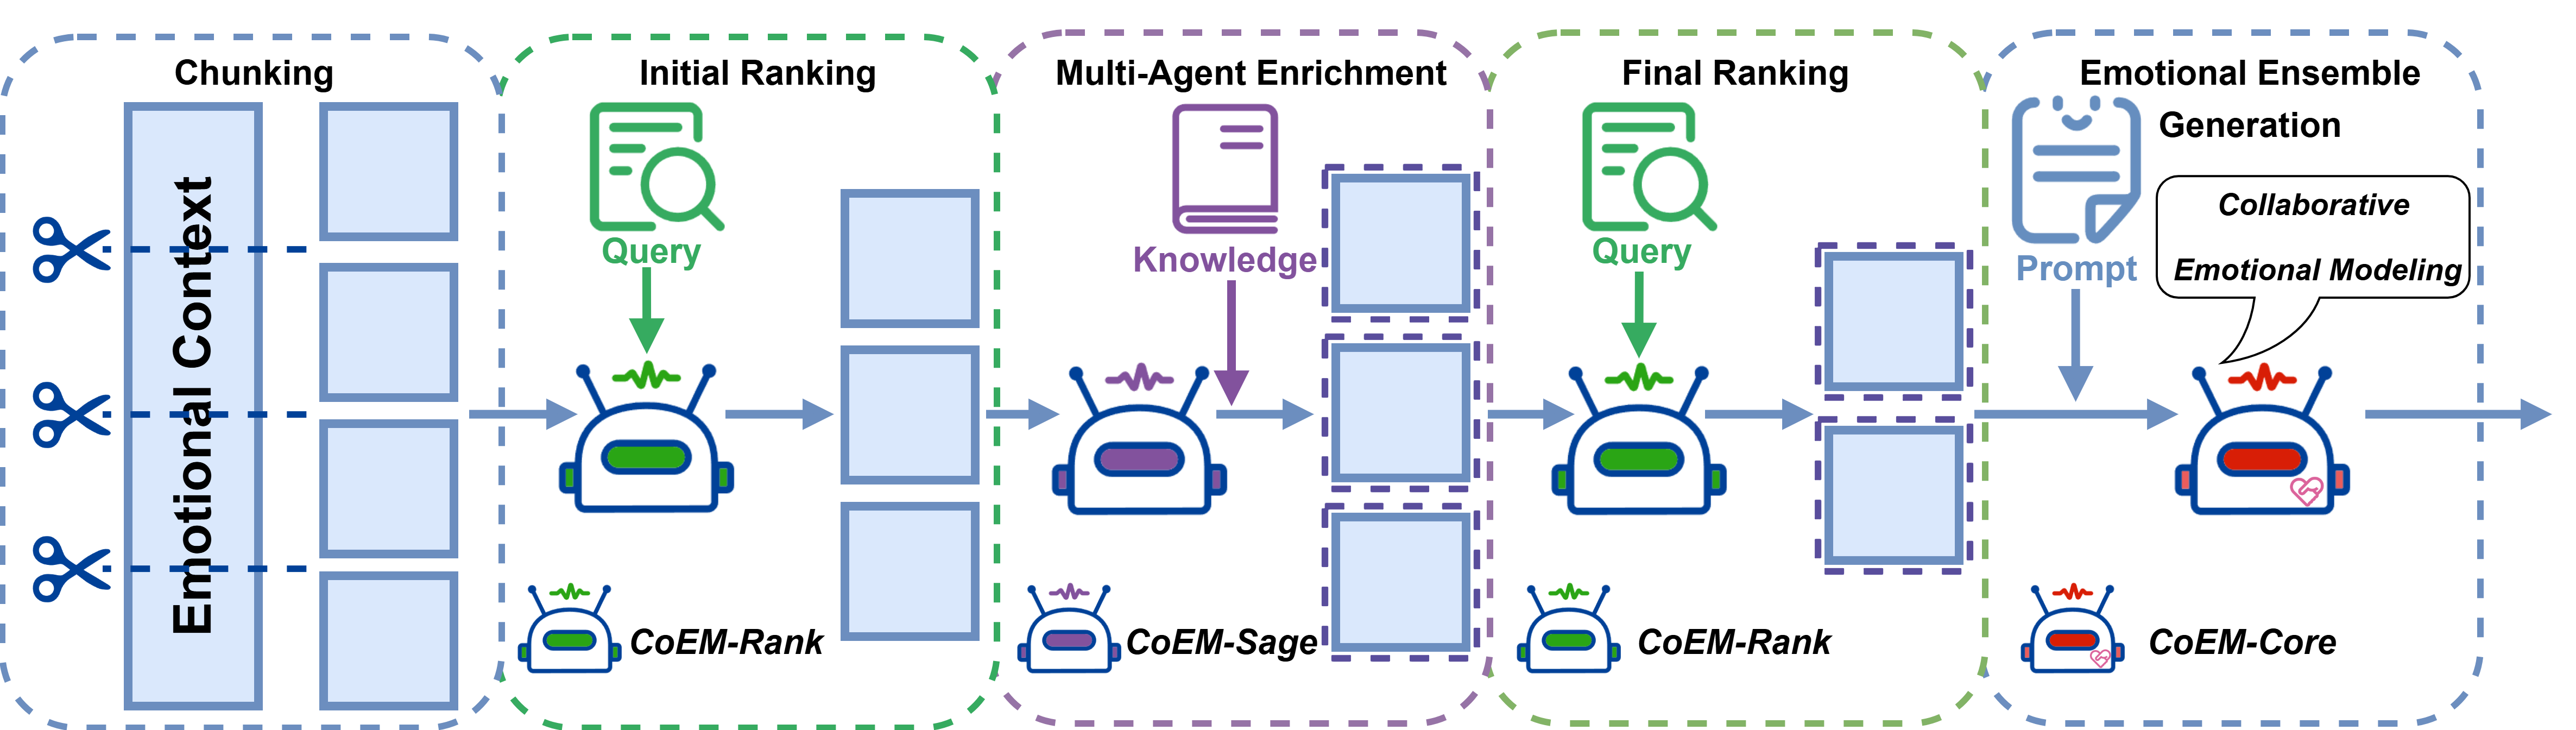 Chunking
Emotional Context
Initial Ranking
Query
CoEM-Rank
Multi-Agent Enrichment
Knowledge
CoEM-Sage
Final Ranking
Query
CoEM-Rank
Emotional Ensemble
Generation
Prompt
Collaborative
Emotional Modeling
CoEM-Core